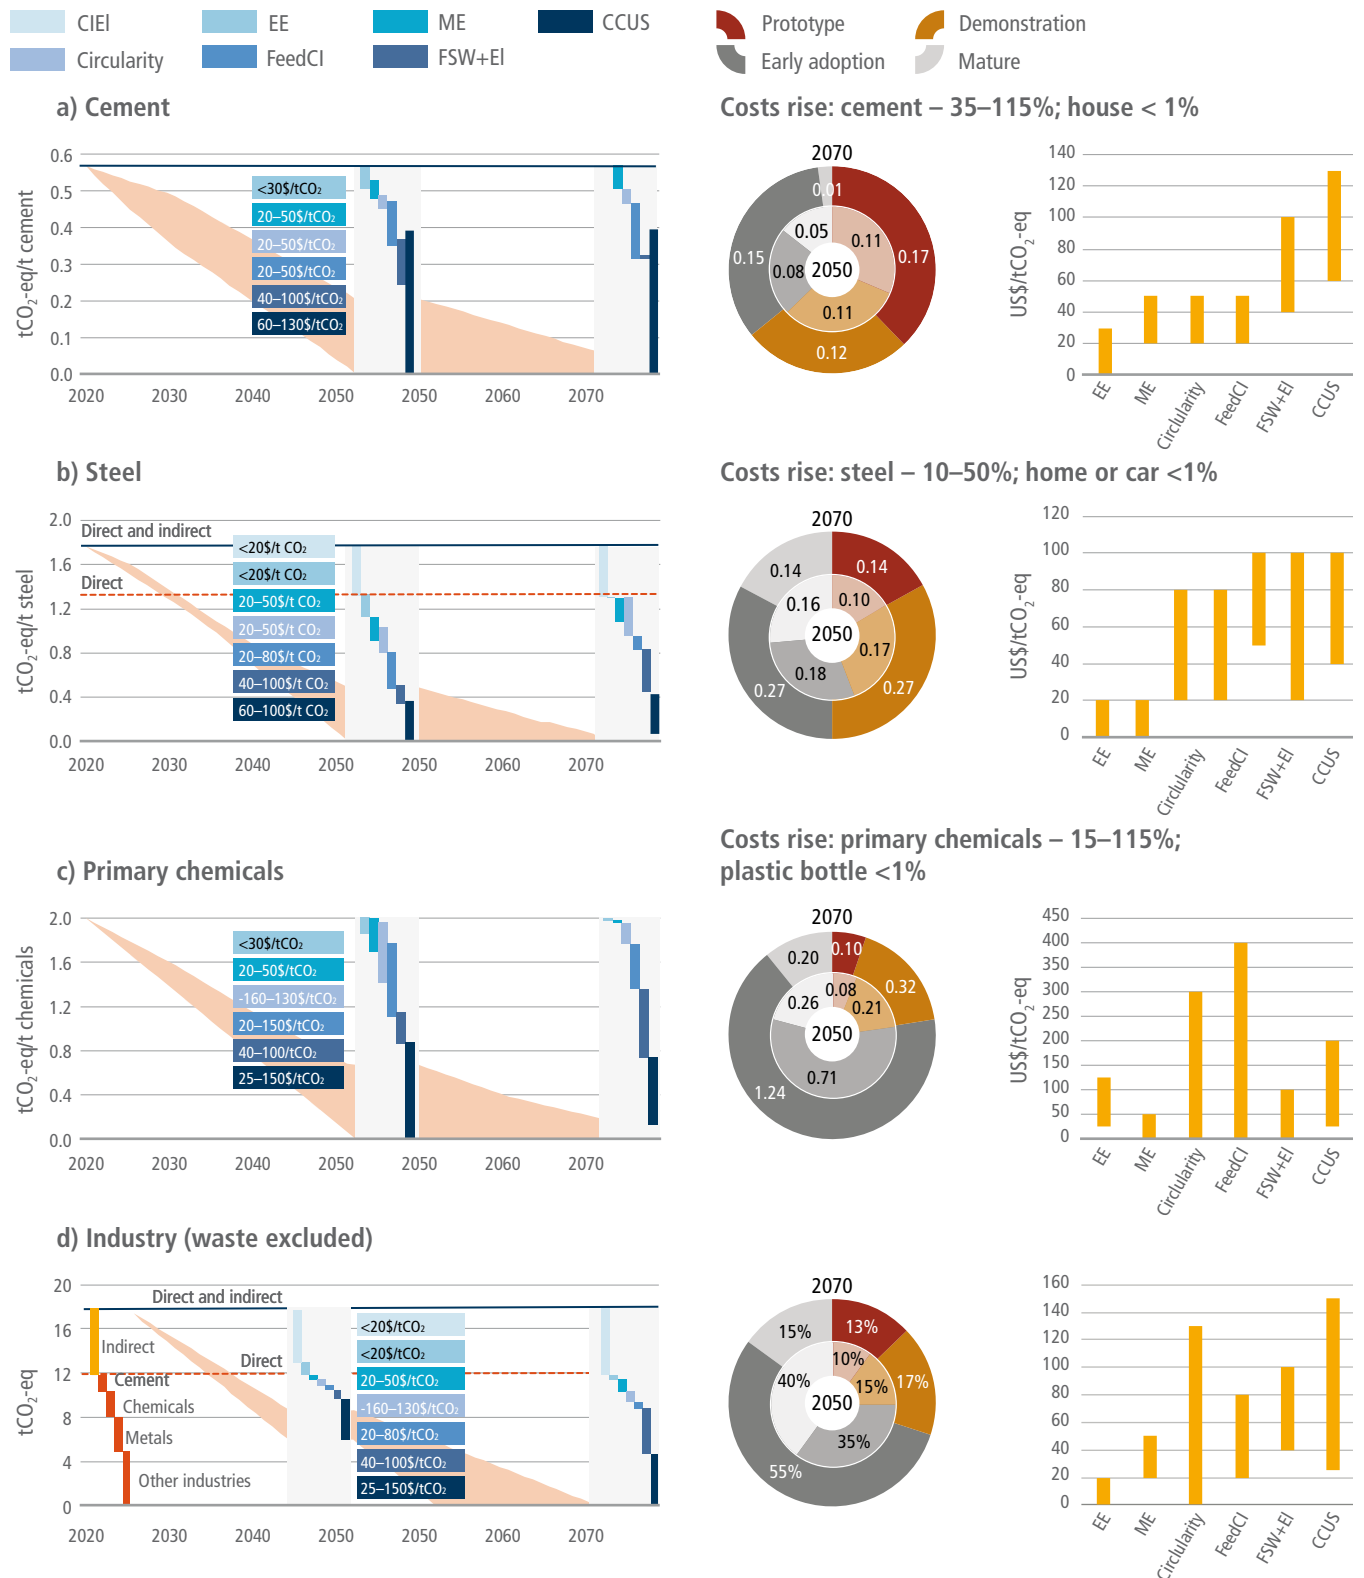 CIEl
EE
ME
CCUS
Circularity
FeedCI
FSW+El
Prototype
Demonstration
Early adoption
Mature
a) Cement
Costs rise: cement – 35–115%; house < 1%
tCO2-eq/t cement
0.6
0.5
0.4
0.3
0.2
0.1
0.0
<30$/tCO2
20–50$/tCO2
20–50$/tCO2
20–50$/tCO2
40–100$/tCO2
60–130$/tCO2
2020
2030
2040
2050
2050
2060
2070
2070
0.01
0.17
0.12
0.15
0.05
0.11
0.11
0.08
2050
US$/tCO2-eq
140
120
100
80
60
40
20
0
EE
ME
Circlularity
FeedCI
FSW+El
CCUS
b) Steel
Costs rise: steel – 10–50%; home or car <1%
tCO2-eq/t steel
2.0
1.6
1.2
0.8
0.4
0.0
Direct and indirect
Direct
<20$/t CO2
<20$/t CO2
20–50$/t CO2
20–50$/t CO2
20–80$/t CO2
40–100$/t CO2
60–100$/t CO2
2020
2030
2040
2050
2050
2060
2070
2070
0.14
0.14
0.27
0.27
0.16
0.10
0.17
0.18
2050
US$/tCO2-eq
120
100
80
60
40
20
0
EE
ME
Circlularity
FeedCI
FSW+El
CCUS
c) Primary chemicals
Costs rise: primary chemicals – 15–115%;
plastic bottle <1%
tCO2-eq/t chemicals
2.0
1.6
1.2
0.8
0.4
0.0
<30$/tCO2
20–50$/tCO2
-160–130$/tCO2
20–150$/tCO2
40–100/tCO2
25–150$/tCO2
2020
2030
2040
2050
2050
2060
2070
2070
0.20
0.10
0.32
1.24
0.26
0.08
0.21
0.71
2050
US$/tCO2-eq
450
400
350
300
250
200
150
100
50
0
EE
ME
Circlularity
FeedCI
FSW+El
CCUS
d) Industry (waste excluded)
tCO2-eq
20
16
12
8
4
0
Direct and indirect
Indirect
Direct
Cement
Chemicals
Metals
Other industries
<20$/tCO2
<20$/tCO2
20–50$/tCO2
-160–130$/tCO2
20–80$/tCO2
40–100$/tCO2
25–150$/tCO2
2020
2030
2040
2050
2050
2060
2070
2070
15%
13%
17%
55%
40%
10%
15%
35%
2050
160
140
120
100
80
60
40
20
0
EE
ME
Circlularity
FeedCI
FSW+El
CCUS